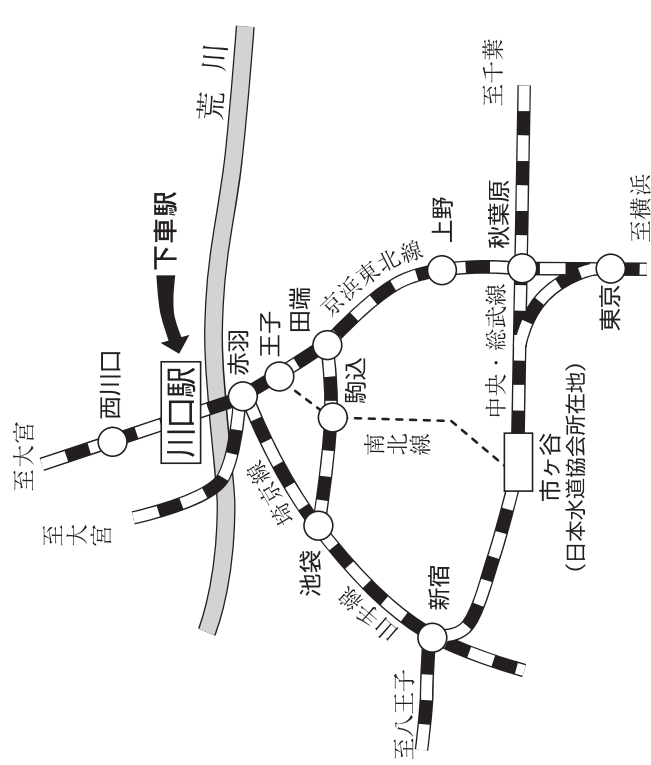 至大宮
西川口
至大宮
川口駅
下車駅
荒川
赤羽
王子
田端
京浜東北線
上野
秋葉原
至千葉
東京
至横浜
中央・総武線
駒込
南北線
埼京線
池袋
山手線
新宿
至八王子
市ヶ谷
(日本水道協会所在地)